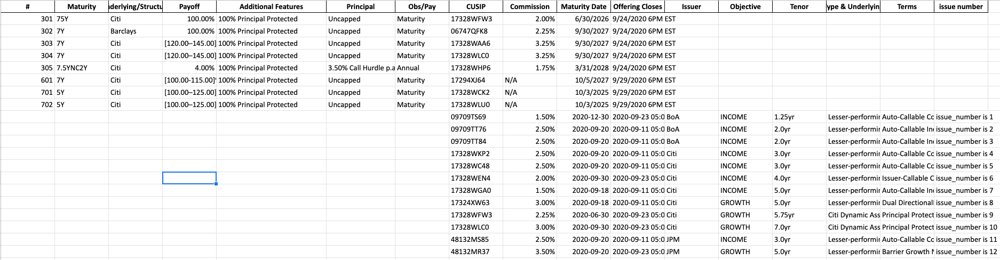 # Maturity nderlying/Structu Payoff Additional Features Principal Obs/Pay CUSIP Commission Maturity Date Offering Closes Issuer Objective Tenor ype & Underlyin Terms issue number
301 75Y Citi 100.00% 100% Principal Protected Uncapped Maturity 17328WFW3 2.00% 6/30/2026 9/24/2020 6PM EST
302 7Y Barclays 100.00% 100% Principal Protected Uncapped Maturity 06747QFK8 2.25% 9/30/2027 9/24/2020 6PM EST
303 7Y Citi [120.00–145.00] 100% Principal Protected Uncapped Maturity 17328WAA6 3.25% 9/30/2027 9/24/2020 6PM EST
304 7Y Citi [120.00–145.00] 100% Principal Protected Uncapped Maturity 17328WLC0 3.25% 9/30/2027 9/24/2020 6PM EST
305 7.5YNC2Y Citi 4.00% 100% Principal Protected 3.50% Call Hurdle p.a Annual 17328WHP6 1.75% 3/31/2028 9/24/2020 6PM EST
601 7Y Citi [100.00-115.00] 100% Principal Protected Uncapped Maturity 17294XJ64 N/A 10/5/2027 9/29/2020 6PM EST
701 5Y Citi [100.00–125.00] 100% Principal Protected Uncapped Maturity 17328WCK2 N/A 10/3/2025 9/29/2020 6PM EST
702 5Y Citi [100.00–125.00] 100% Principal Protected Uncapped Maturity 17328WLU0 N/A 10/3/2025 9/29/2020 6PM EST
09709TS69 1.50% 2020-12-30 2020-09-23 05:0 BoA INCOME 1.25yr Lesser-performin Auto-Callable Co issue_number is 1
09709TT76 2.50% 2020-09-20 2020-09-11 05:0 BoA INCOME 2.0yr Lesser-performin Auto-Callable Inc issue_number is 2
09709TT84 2.50% 2020-09-20 2020-09-11 05:0 BoA INCOME 2.0yr Lesser-performin Auto-Callable Inc issue_number is 3
17328WKP2 2.50% 2020-09-20 2020-09-11 05:0 Citi INCOME 3.0yr Lesser-performin Auto-Callable Co issue_number is 4
17328WC48 2.50% 2020-09-20 2020-09-11 05:0 Citi INCOME 3.0yr Lesser-performin Auto-Callable Co issue_number is 5
17328WEN4 2.00% 2020-09-30 2020-09-23 05:0 Citi INCOME 4.0yr Lesser-performin Issuer-Callable C issue_number is 6
17328WGA0 1.50% 2020-09-18 2020-09-11 05:0 Citi INCOME 5.0yr Lesser-performin Auto-Callable Inc issue_number is 7
17324XW63 3.00% 2020-09-18 2020-09-11 05:0 Citi GROWTH 5.0yr Lesser-performin Dual Directional issue_number is 8
17328WFW3 2.25% 2020-06-30 2020-09-23 05:0 Citi GROWTH 5.75yr Citi Dynamic Ass Principal Protect issue_number is 9
17328WLC0 3.00% 2020-09-30 2020-09-23 05:0 Citi GROWTH 7.0yr Citi Dynamic Ass Principal Protect issue_number is 10
48132MS85 2.50% 2020-09-20 2020-09-11 05:0 JPM INCOME 3.0yr Lesser-performin Auto-Callable Co issue_number is 11
48132MR37 3.50% 2020-09-20 2020-09-23 05:0 JPM GROWTH 5.0yr Lesser-performin Barrier Growth N issue_number is 12